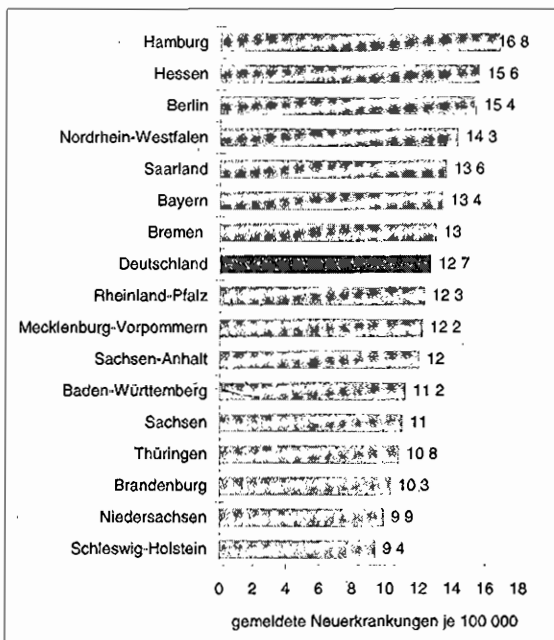 Hamburg 16 8
Hessen 15 6
Berlin 15 4
Nordrhein-Westfalen 14 3
Saarland 13 6
Bayern 13 4
Bremen 13
Deutschland 12 7
Rheinland-Pfalz 12 3
Mecklenburg-Vorpommern 12 2
Sachsen-Anhalt 12
Baden-Württemberg 11 2
Sachsen 11
Thüringen 10 8
Brandenburg 10,3
Niedersachsen 9 9
Schleswig-Holstein 9 4
0 2 4 6 8 10 12 14 16 18
gemeldete Neuerkrankungen je 100 000